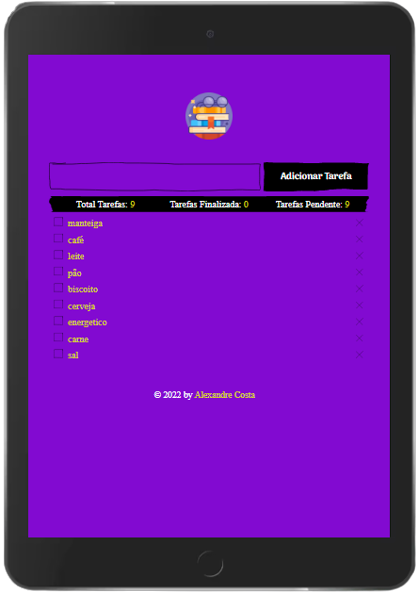 Adicionar Tarefa
Total Tarefas: 9 Tarefas Finalizada: 0 Tarefas Pendente: 9
manteiga
café
leite
pão
biscoito
cerveja
energetico
carne
sal
© 2022 by Alexandre Costa